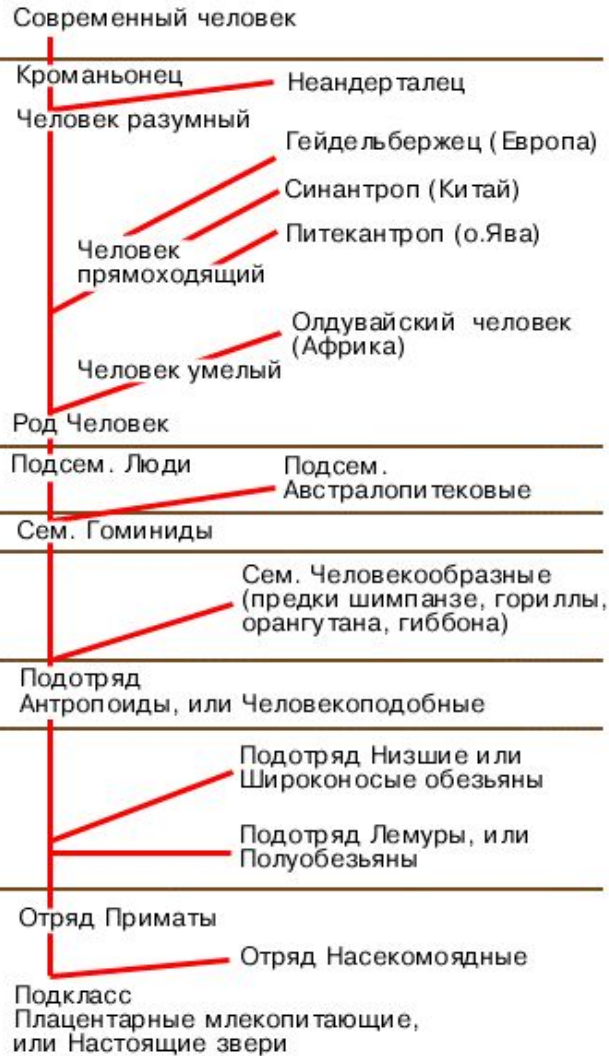 Современный человек
Кроманьонец
Неандерталец
Человек разумный
Гейдельбержец (Европа)
Синантроп (Китай)
Питекантроп (о.Ява)
Человек
прямоходящий
Олдувайский человек
(Африка)
Человек умелый
Род Человек
Подсем. Люди
Подсем.
Австралопитековые
Сем. Гоминиды
Сем. Человекообразные
(предки шимпанзе, гориллы,
орангутана, гиббона)
Подотряд
Антропоиды, или Человекоподобные
Подотряд Низшие или
Широконосые обезьяны
Подотряд Лемуры, или
Полуобезьяны
Отряд Приматы
Отряд Насекомоядные
Подкласс
Плацентарные млекопитающие,
или Настоящие звери